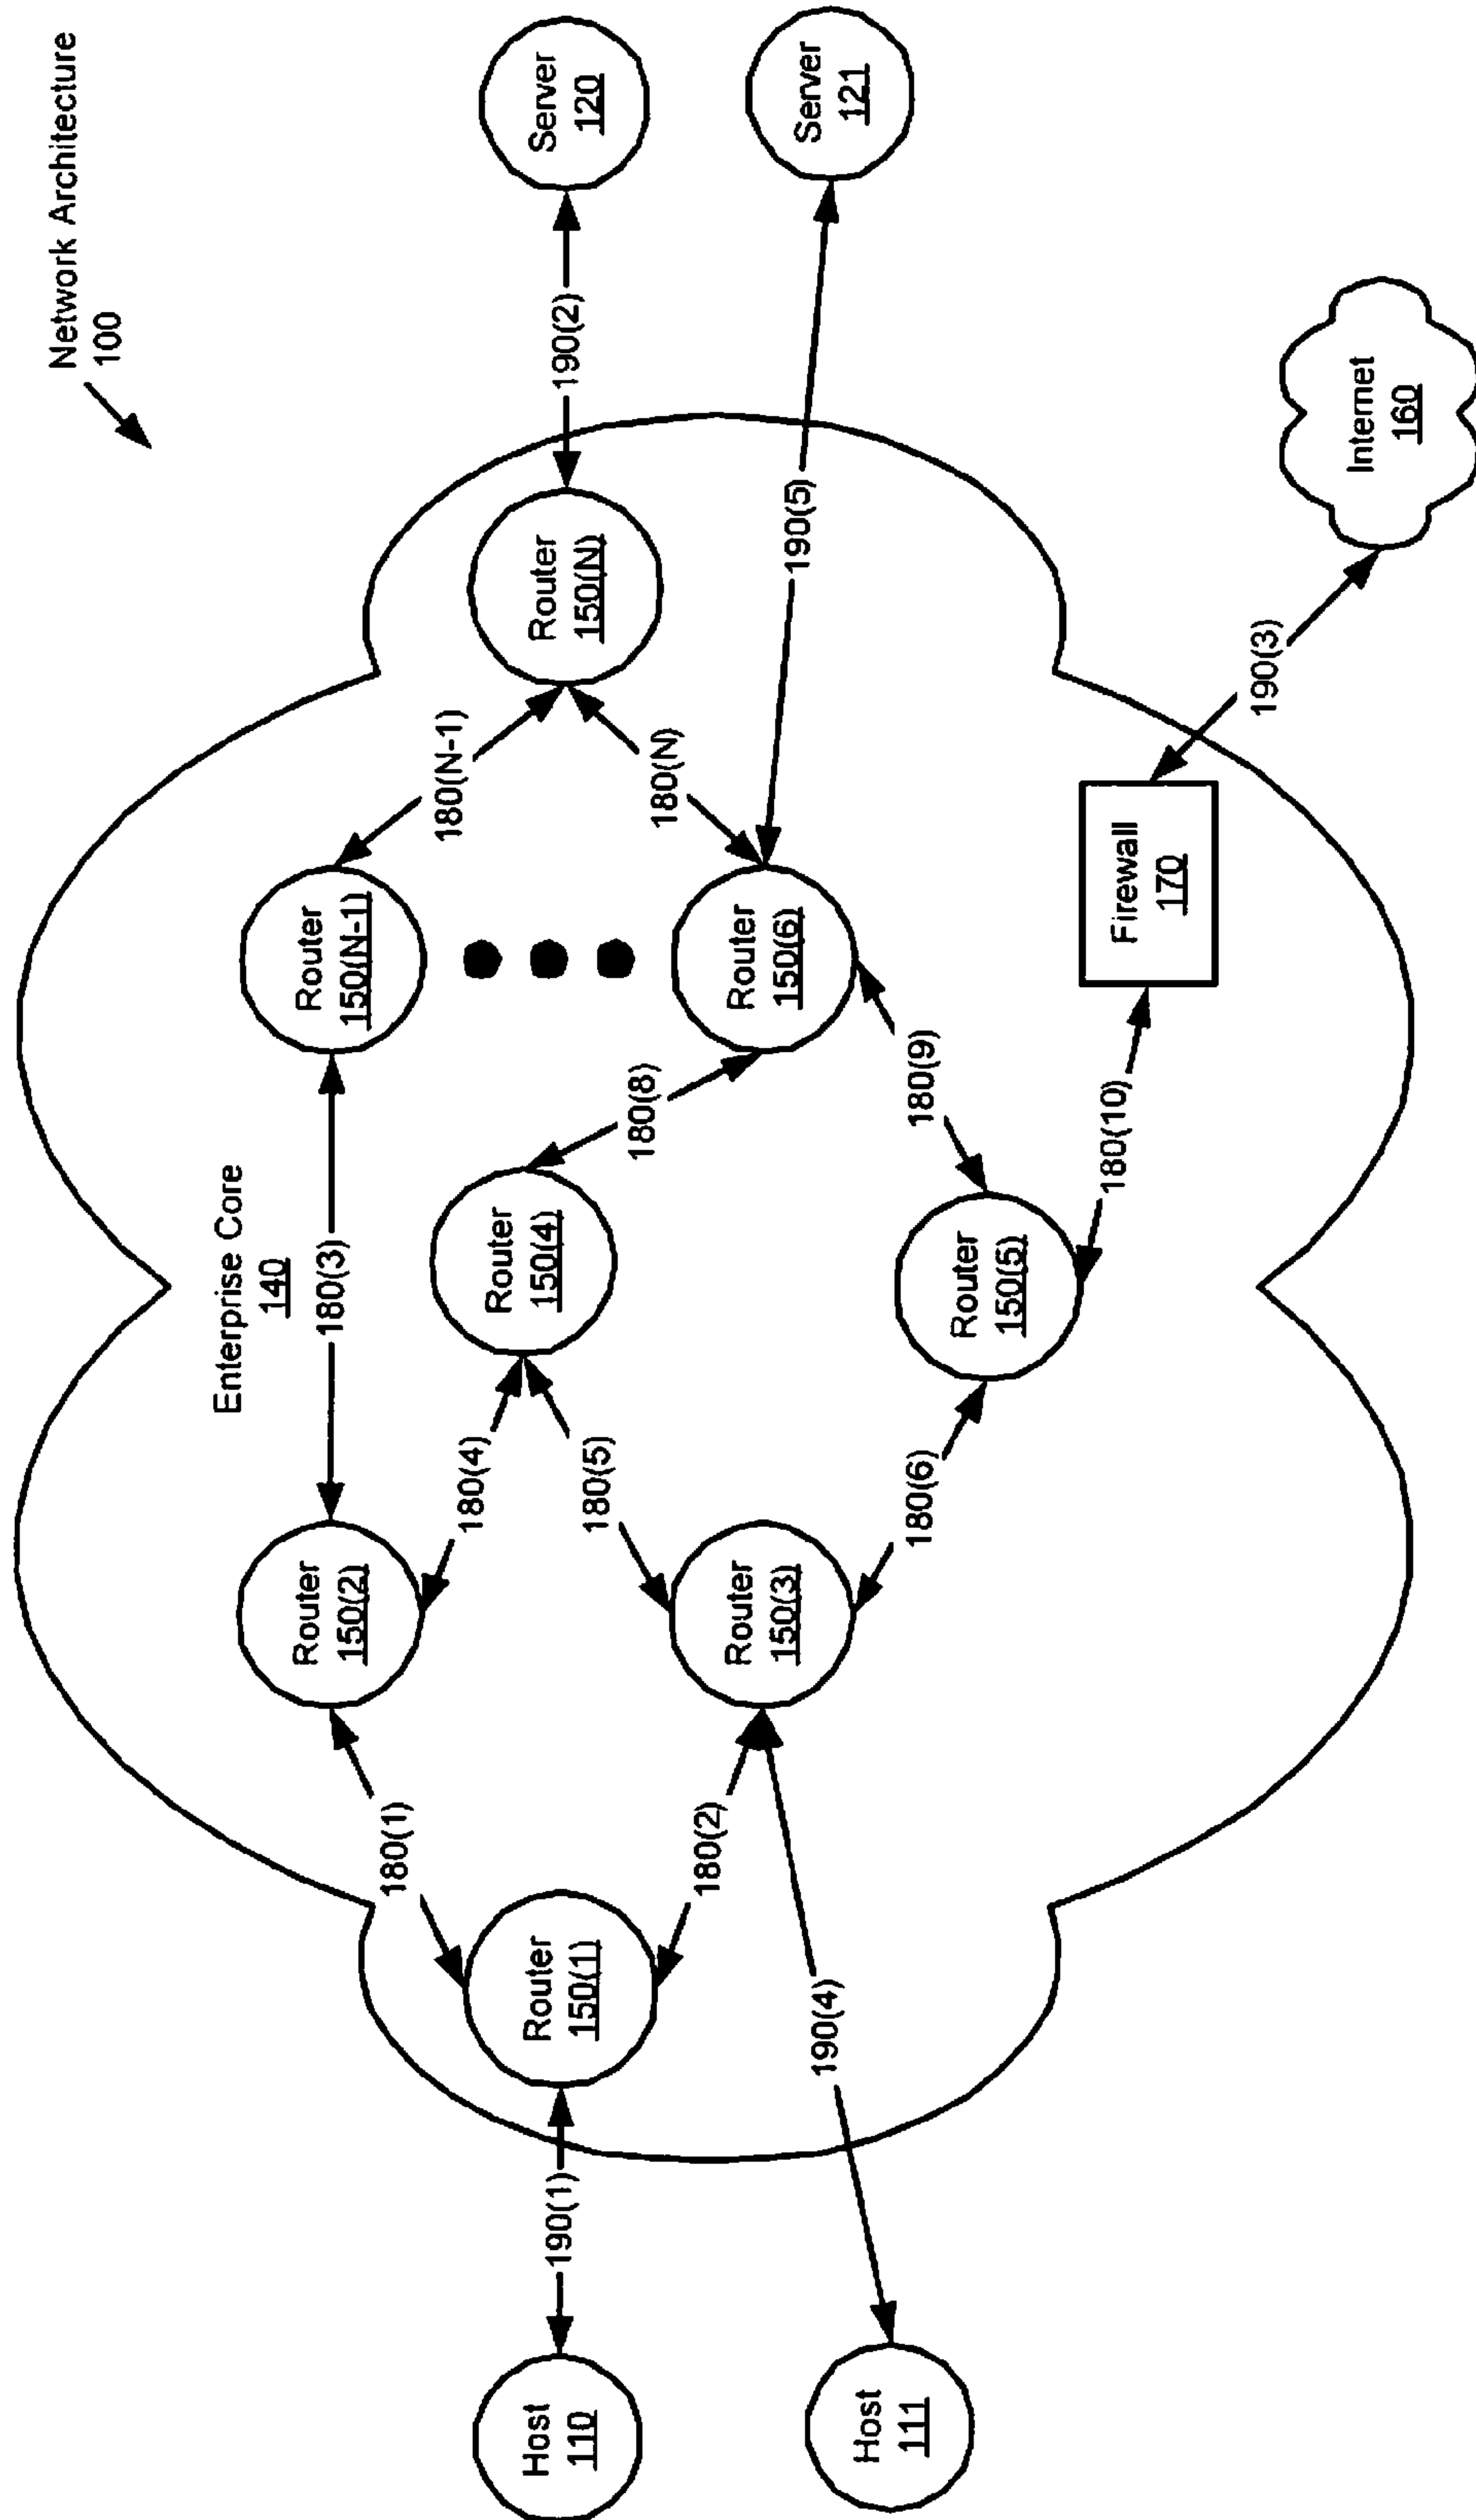 Network Architecture
100
Enterprise Core
140
Host
110
190(1)
Router
150(1)
180(1)
Router
150(2)
180(3)
Router
150(N-1)
180(N-1)
Router
150(N)
190(2)
Server
120
180(4)
Router
150(4)
180(5)
180(8)
180(N)
180(2)
Router
150(3)
Router
150(6)
190(5)
Server
121
Host
111
190(4)
180(6)
Router
150(5)
180(9)
180(10)
Firewall
170
190(3)
Internet
160